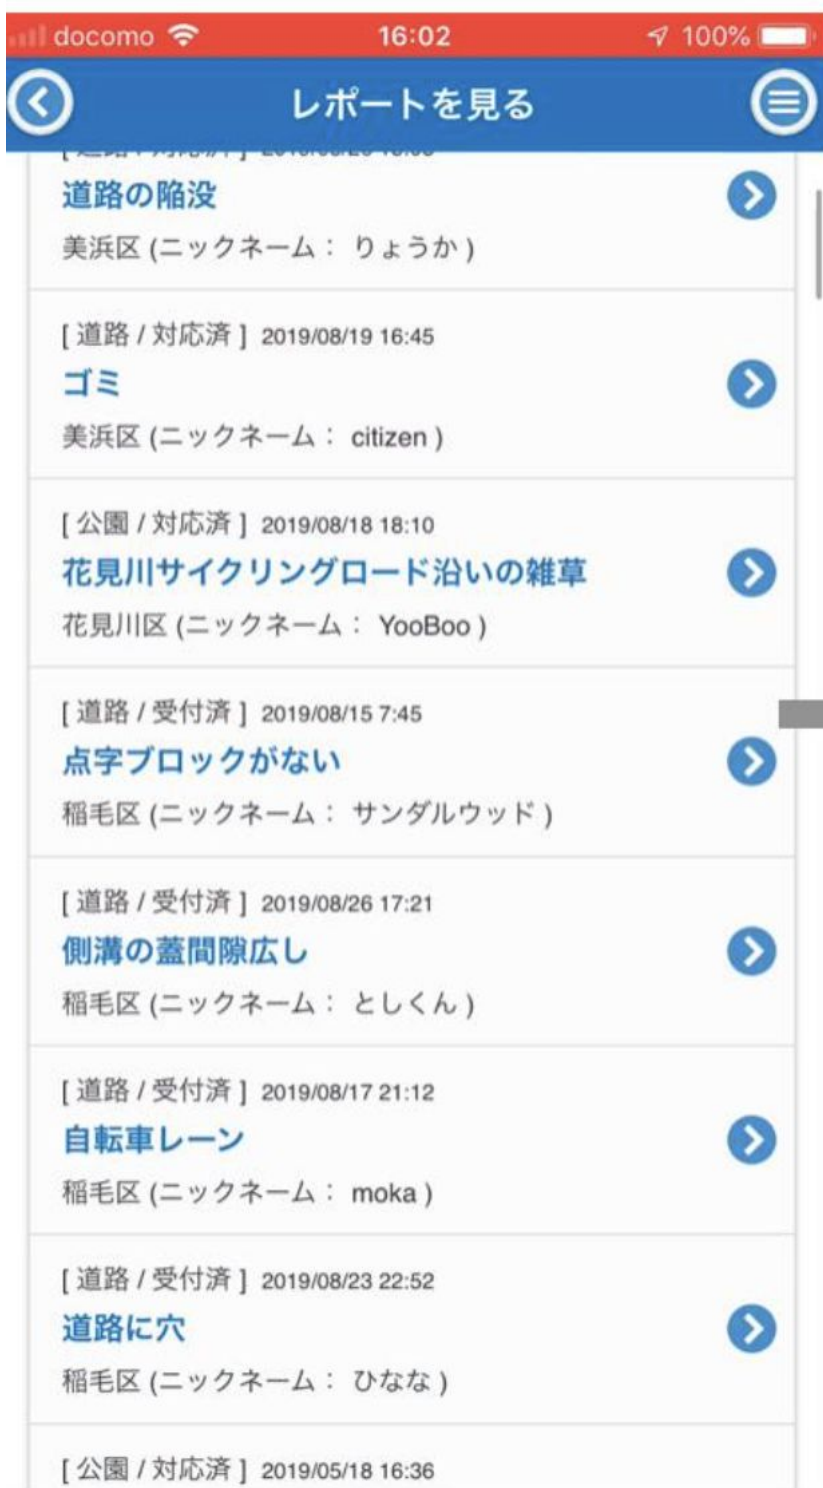 docomo 16:02 100%
レポートを見る
道路の陥没
美浜区 (ニックネーム： りょうか )
[ 道路 / 対応済 ] 2019/08/19 16:45
ゴミ
美浜区 (ニックネーム： citizen )
[ 公園 / 対応済 ] 2019/08/18 18:10
花見川サイクリングロード沿いの雑草
花見川区 (ニックネーム： YooBoo )
[ 道路 / 受付済 ] 2019/08/15 7:45
点字ブロックがない
稲毛区 (ニックネーム： サンダルウッド )
[ 道路 / 受付済 ] 2019/08/26 17:21
側溝の蓋間隙広し
稲毛区 (ニックネーム： としくん )
[ 道路 / 受付済 ] 2019/08/17 21:12
自転車レーン
稲毛区 (ニックネーム： moka )
[ 道路 / 受付済 ] 2019/08/23 22:52
道路に穴
稲毛区 (ニックネーム： ひなな )
[ 公園 / 対応済 ] 2019/05/18 16:36